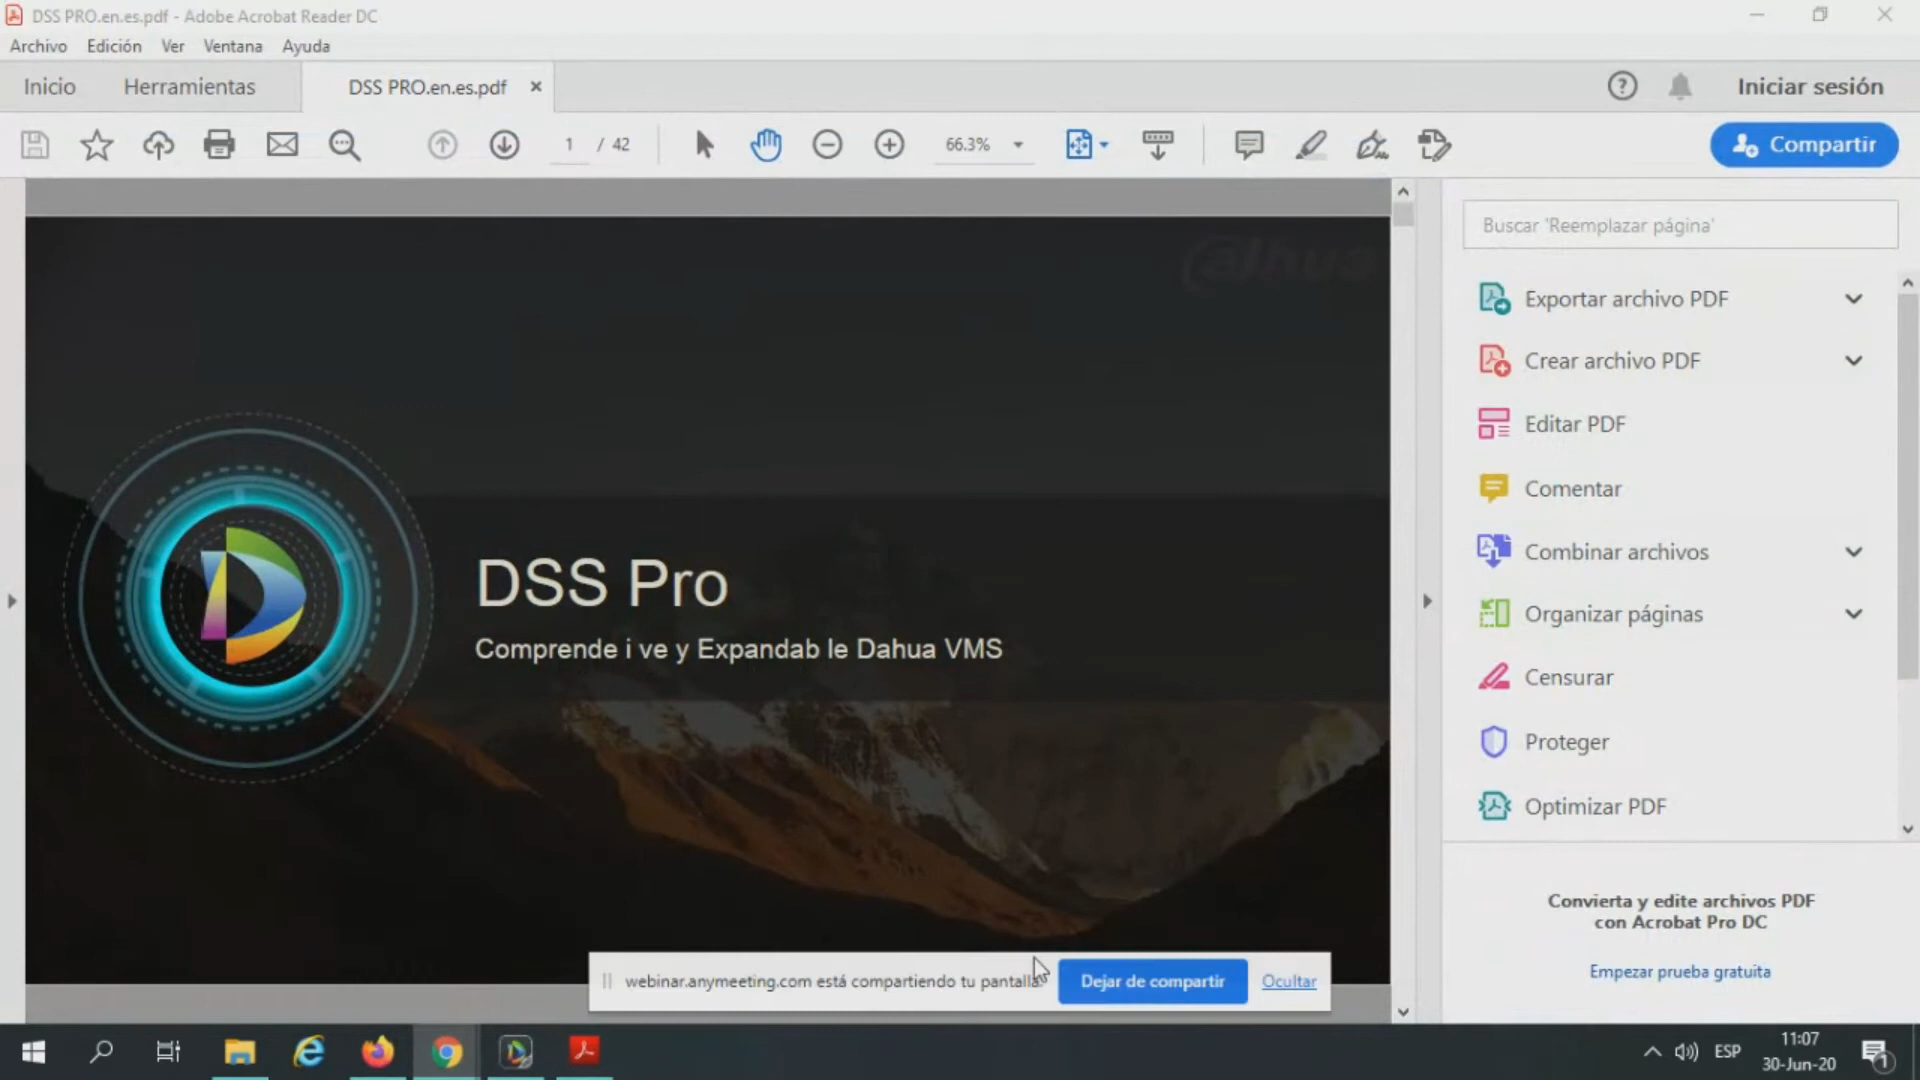 DSS PRO.en.es.pdf - Adobe Acrobat Reader DC
Archivo Edición Ver Ventana Ayuda
Inicio Herramientas DSS PRO.en.es.pdf × Iniciar sesión
1 / 42 66.3% Compartir
alhua
Buscar 'Reemplazar página'
Exportar archivo PDF
Crear archivo PDF
Editar PDF
Comentar
Combinar archivos
Organizar páginas
Censurar
Proteger
Optimizar PDF
DSS Pro
Comprende i ve y Expandab le Dahua VMS
Convierta y edite archivos PDF
con Acrobat Pro DC
Empezar prueba gratuita
webinar.anymeeting.com está compartiendo tu pantalla. Dejar de compartir Ocultar
ESP
11:07
30-Jun-20
1